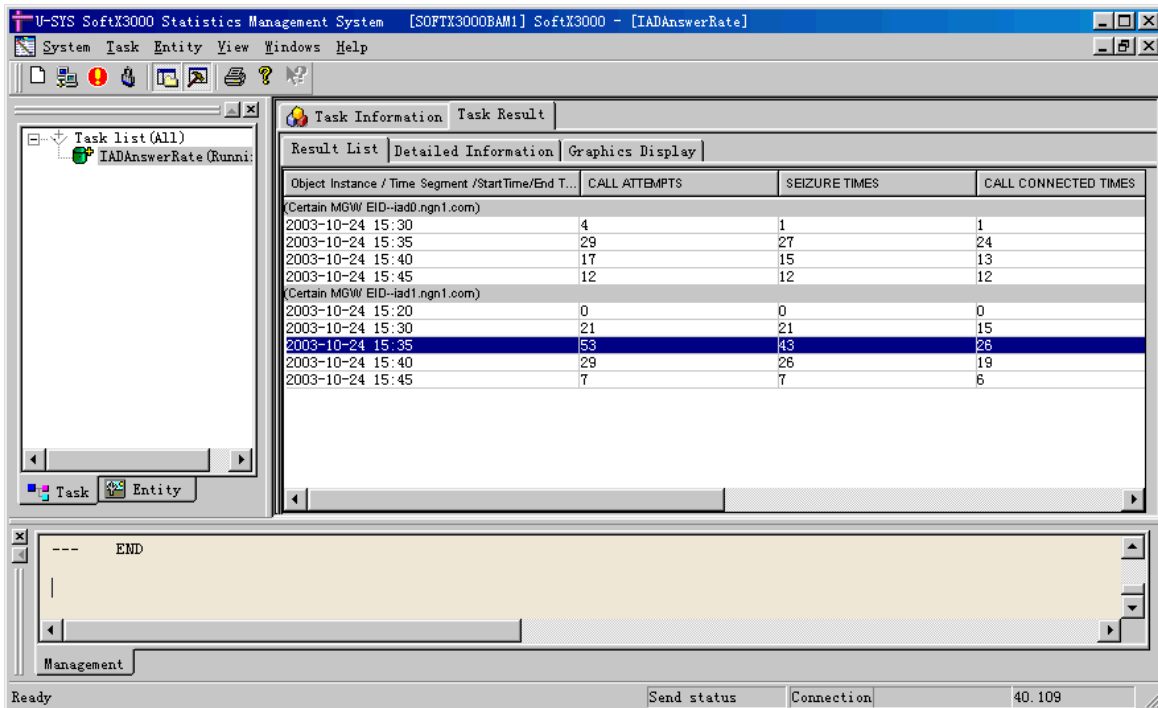 U-SYS SoftX3000 Statistics Management System [SOFTX3000BAM1] SoftX3000 - [IADAnswerRate]
System Task Entity View Windows Help
Task list(All)
IADAnswerRate(Runni:
Task Entity
Task Information Task Result
Result List Detailed Information Graphics Display
Object Instance / Time Segment /StartTime/End T... CALL ATTEMPTS SEIZURE TIMES CALL CONNECTED TIMES
(Certain MGW EID--iad0.ngn1.com)
2003-10-24 15:30 4 1 1
2003-10-24 15:35 29 27 24
2003-10-24 15:40 17 15 13
2003-10-24 15:45 12 12 12
(Certain MGW EID--iad1.ngn1.com)
2003-10-24 15:20 0 0 0
2003-10-24 15:30 21 21 15
2003-10-24 15:35 53 43 26
2003-10-24 15:40 29 26 19
2003-10-24 15:45 7 7 6
--- END
Management
Ready Send status Connection 40.109